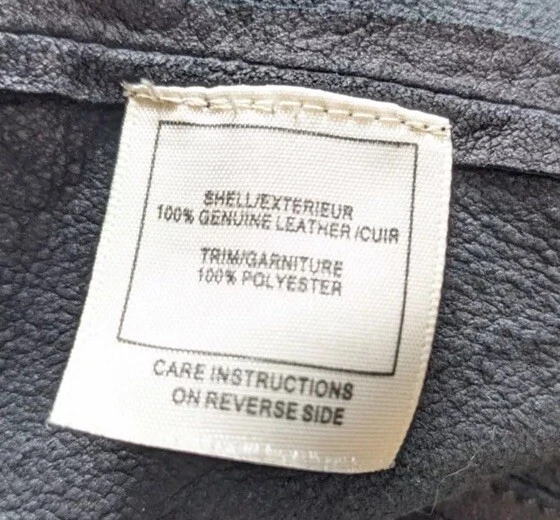 SHELL/EXTERIEUR
100% GENUINE LEATHER /CUIR
TRIM/GARNITURE
100% POLYESTER
CARE INSTRUCTIONS
ON REVERSE SIDE